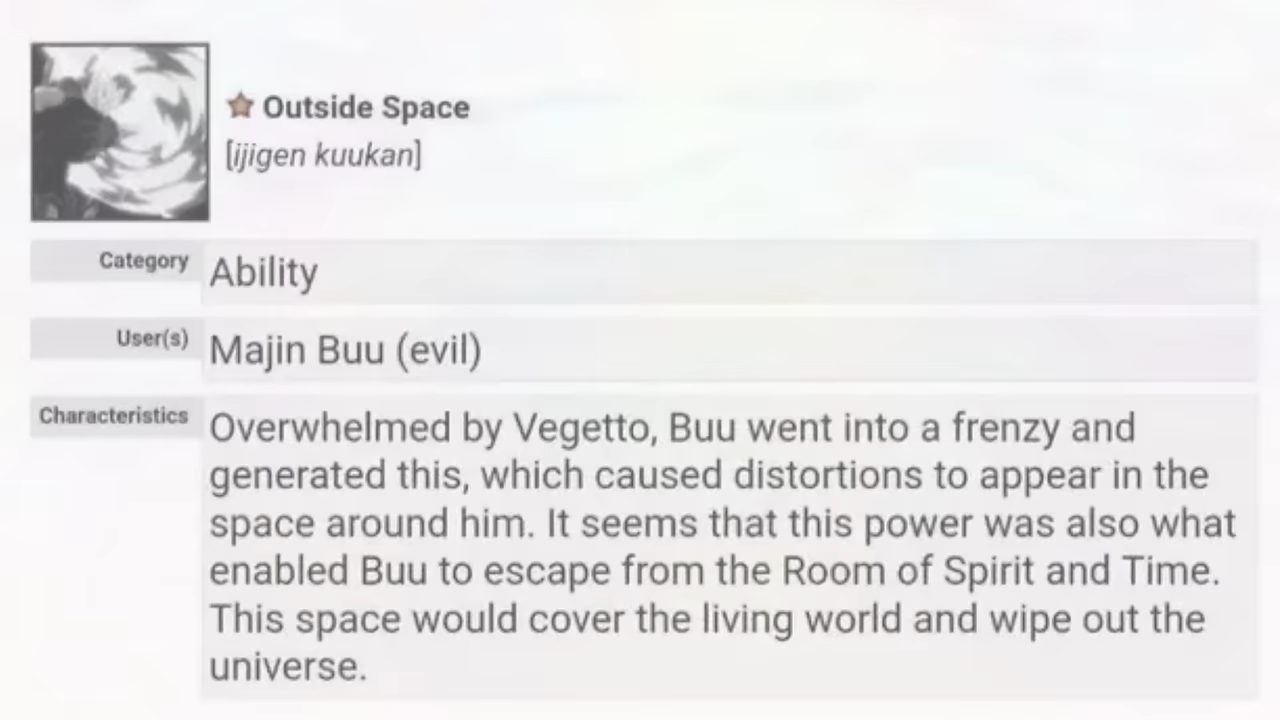 Outside Space
[ijigen kuukan]
Category
Ability
User(s)
Majin Buu (evil)
Characteristics
Overwhelmed by Vegetto, Buu went into a frenzy and
generated this, which caused distortions to appear in the
space around him. It seems that this power was also what
enabled Buu to escape from the Room of Spirit and Time.
This space would cover the living world and wipe out the
universe.